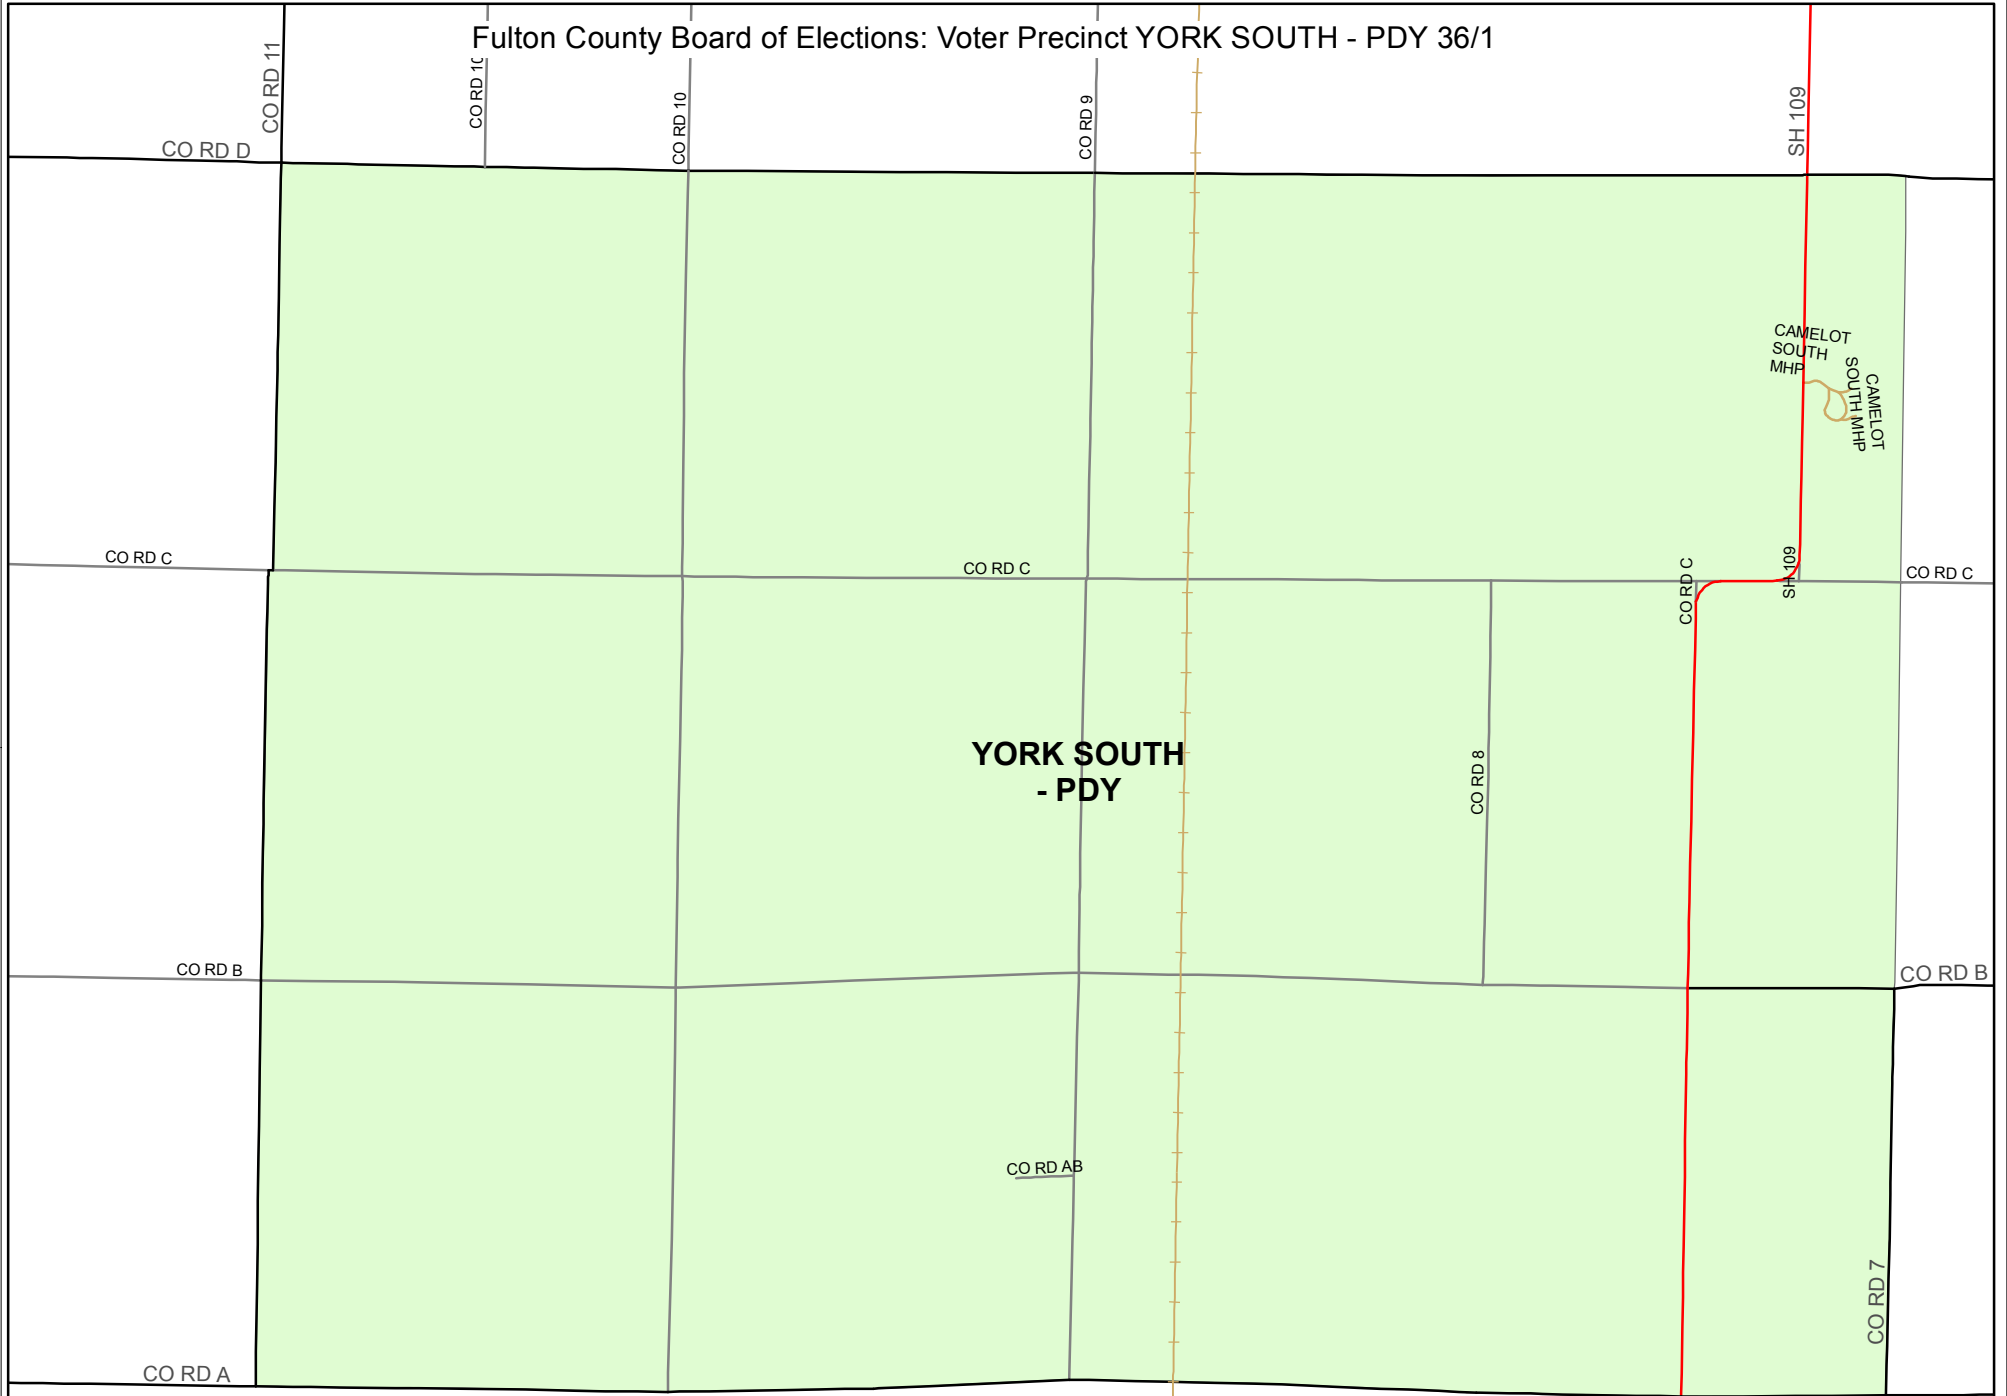 Fulton County Board of Elections: Voter Precinct YORK SOUTH - PDY 36/1
CO RD 11
CO RD 10
CO RD 10
CO RD 9
SH 109
CO RD D
CAMELOT
SOUTH
MHP
CAMELOT
SOUTH MHP
CO RD C
CO RD C
CO RD C
SH 109
CO RD C
YORK SOUTH
- PDY
CO RD 8
CO RD B
CO RD B
CO RD AB
CO RD 7
CO RD A